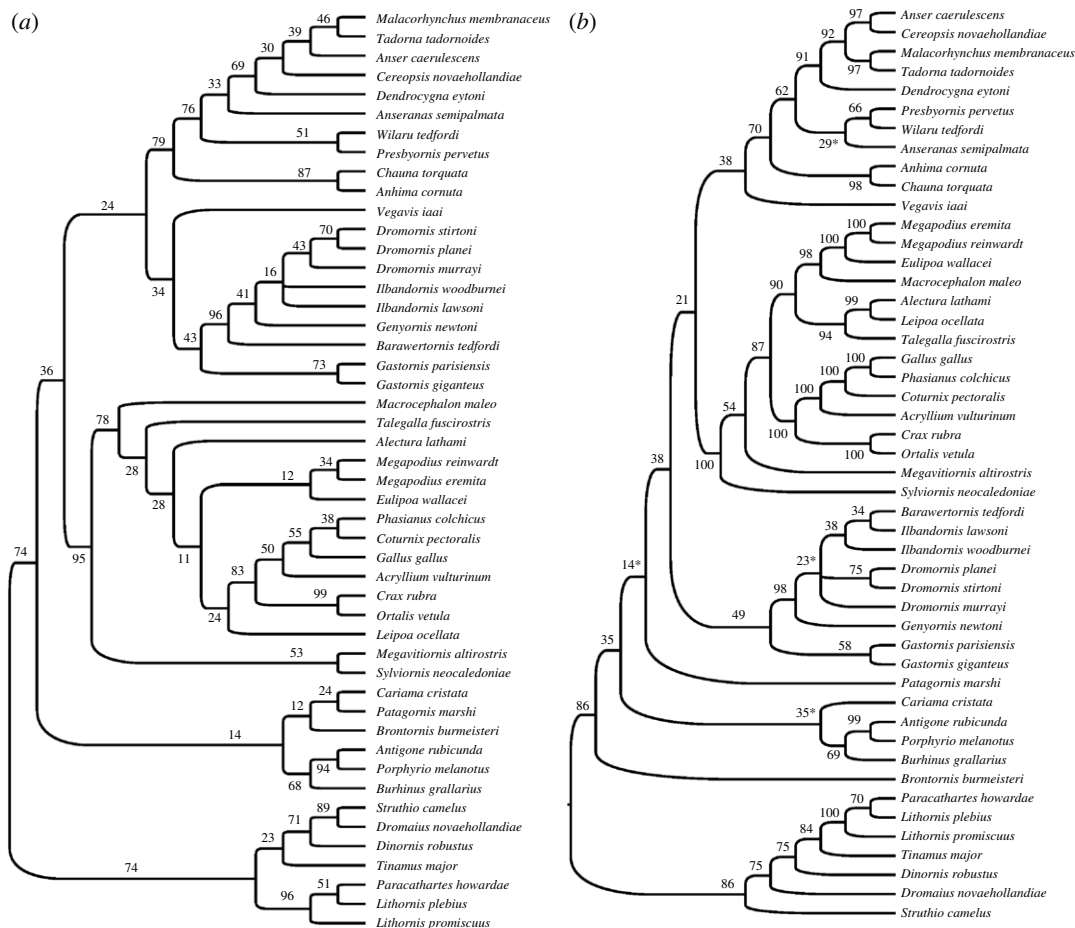 (a)
46
Malacorhynchus membranaceus
39
Tadorna tadornoides
30
Anser caerulescens
69
Cereopsis novaehollandiae
33
Dendrocygna eytoni
76
Anseranas semipalmata
51
Wilaru tedfordi
79
Presbyornis pervetus
87
Chauna torquata
Anhima cornuta
24
Vegavis iaai
70
Dromornis stirtoni
43
Dromornis planei
16
Dromornis murrayi
34
Ilbandornis woodburnei
41
Ilbandornis lawsoni
96
Genyornis newtoni
43
Barawertornis tedfordi
73
Gastornis parisiensis
36
Gastornis giganteus
Macrocephalon maleo
78
Talegalla fuscirostris
28
Alectura lathami
34
Megapodius reinwardt
12
Megapodius eremita
28
Eulipoa wallacei
38
Phasianus colchicus
55
Coturnix pectoralis
50
Gallus gallus
74
95
11
83
Acryllium vulturinum
99
Crax rubra
24
Ortalis vetula
Leipoa ocellata
53
Megavitiornis altirostris
Sylviornis neocaledoniae
24
Cariama cristata
12
Patagornis marshi
14
Brontornis burmeisteri
94
Antigone rubicunda
68
Porphyrio melanotus
Burhinus grallarius
89
Struthio camelus
71
Dromaius novaehollandiae
23
Dinornis robustus
74
Tinamus major
51
Paracathartes howardae
96
Lithornis plebius
Lithornis promiscuus
(b)
97
Anser caerulescens
92
Cereopsis novaehollandiae
91
Malacorhynchus membranaceus
97
Tadorna tadornoides
62
Dendrocygna eytoni
66
Presbyornis pervetus
70
Wilaru tedfordi
29*
Anseranas semipalmata
38
Anhima cornuta
98
Chauna torquata
Vegavis iaai
100
Megapodius eremita
100
Megapodius reinwardt
98
Eulipoa wallacei
Macrocephalon maleo
90
99
Alectura lathami
21
Leipoa ocellata
94
Talegalla fuscirostris
87
100
Gallus gallus
100
Phasianus colchicus
100
Coturnix pectoralis
54
Acryllium vulturinum
100
Crax rubra
100
Ortalis vetula
38
100
Megavitiornis altirostris
Sylviornis neocaledoniae
34
Barawertornis tedfordi
38
Ilbandornis lawsoni
Ilbandornis woodburnei
14*
23*
75
Dromornis planei
Dromornis stirtoni
98
Dromornis murrayi
49
Genyornis newtoni
58
Gastornis parisiensis
35
Gastornis giganteus
Patagornis marshi
86
35*
Cariama cristata
99
Antigone rubicunda
Porphyrio melanotus
69
Burhinus grallarius
Brontornis burmeisteri
70
Paracathartes howardae
100
Lithornis plebius
84
Lithornis promiscuus
75
Tinamus major
75
Dinornis robustus
86
Dromaius novaehollandiae
Struthio camelus